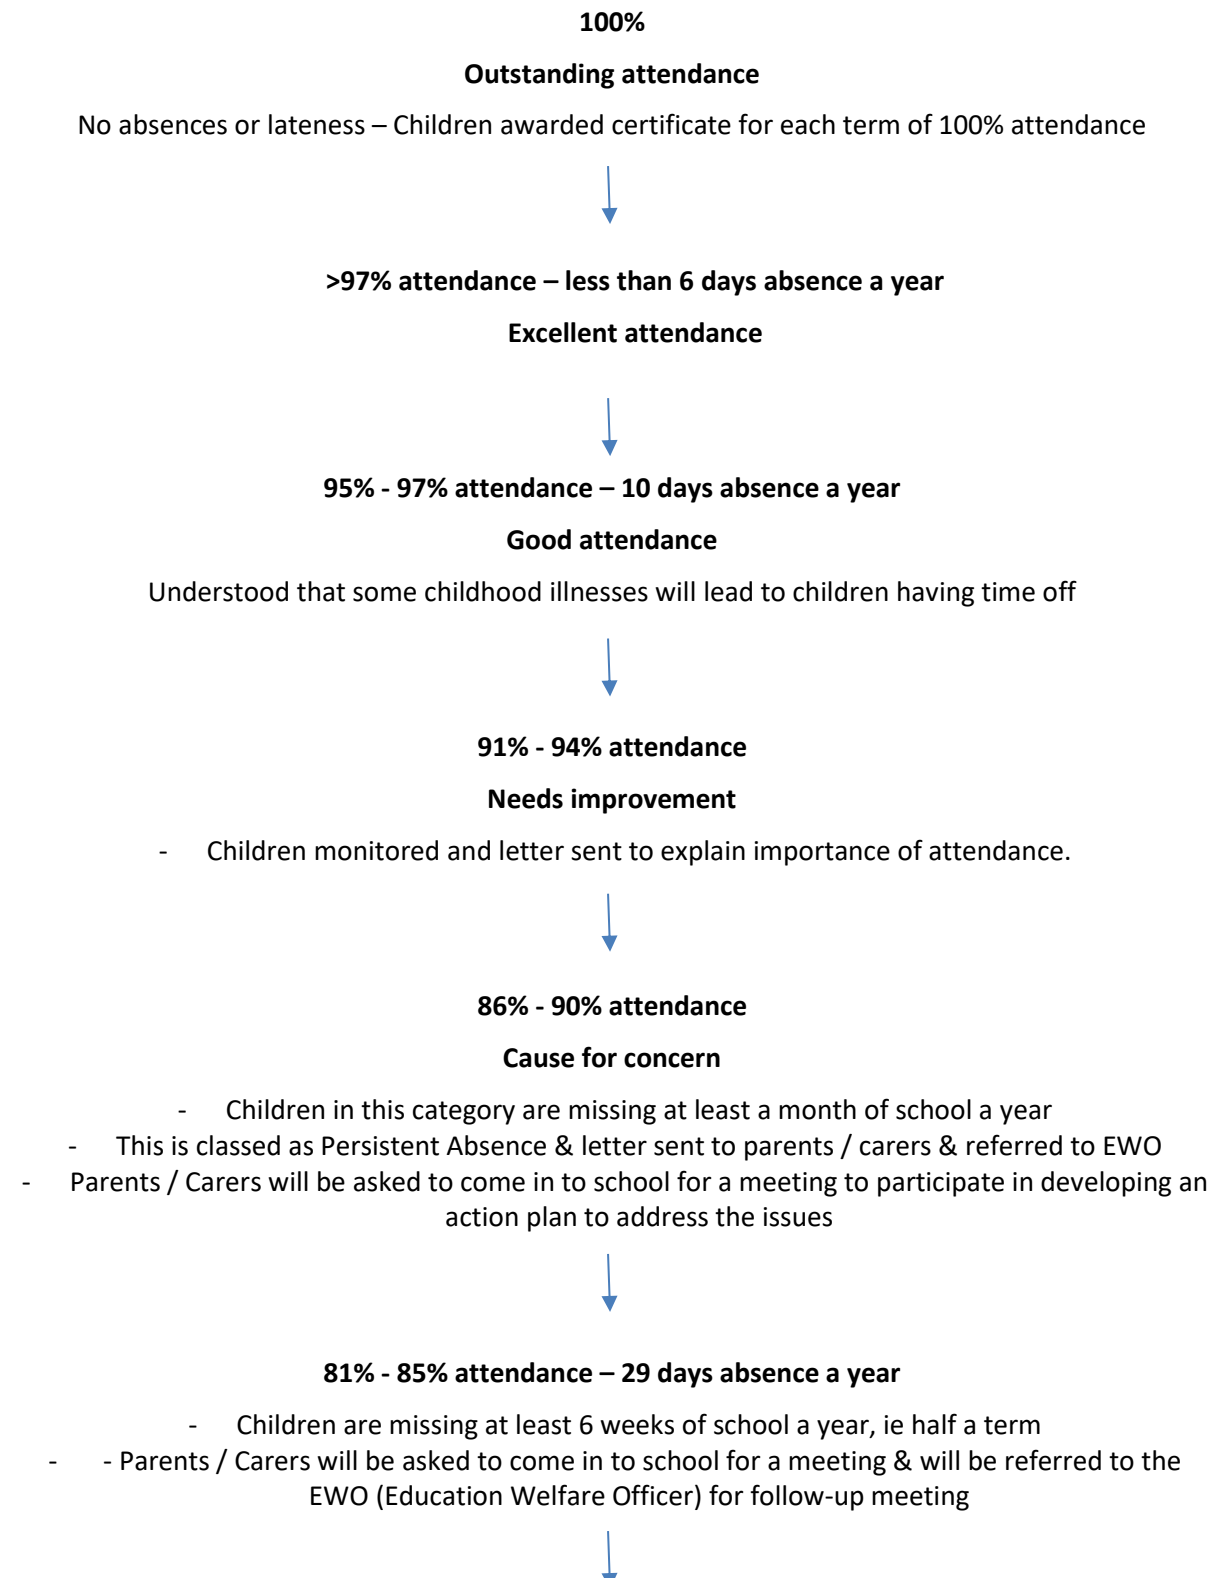 100%
Outstanding attendance
No absences or lateness – Children awarded certificate for each term of 100% attendance
>97% attendance – less than 6 days absence a year
Excellent attendance
95% - 97% attendance – 10 days absence a year
Good attendance
Understood that some childhood illnesses will lead to children having time off
91% - 94% attendance
Needs improvement
- Children monitored and letter sent to explain importance of attendance.
86% - 90% attendance
Cause for concern
- Children in this category are missing at least a month of school a year
- This is classed as Persistent Absence & letter sent to parents / carers & referred to EWO
- Parents / Carers will be asked to come in to school for a meeting to participate in developing an
action plan to address the issues
81% - 85% attendance – 29 days absence a year
- Children are missing at least 6 weeks of school a year, ie half a term
- - Parents / Carers will be asked to come in to school for a meeting & will be referred to the
EWO (Education Welfare Officer) for follow-up meeting